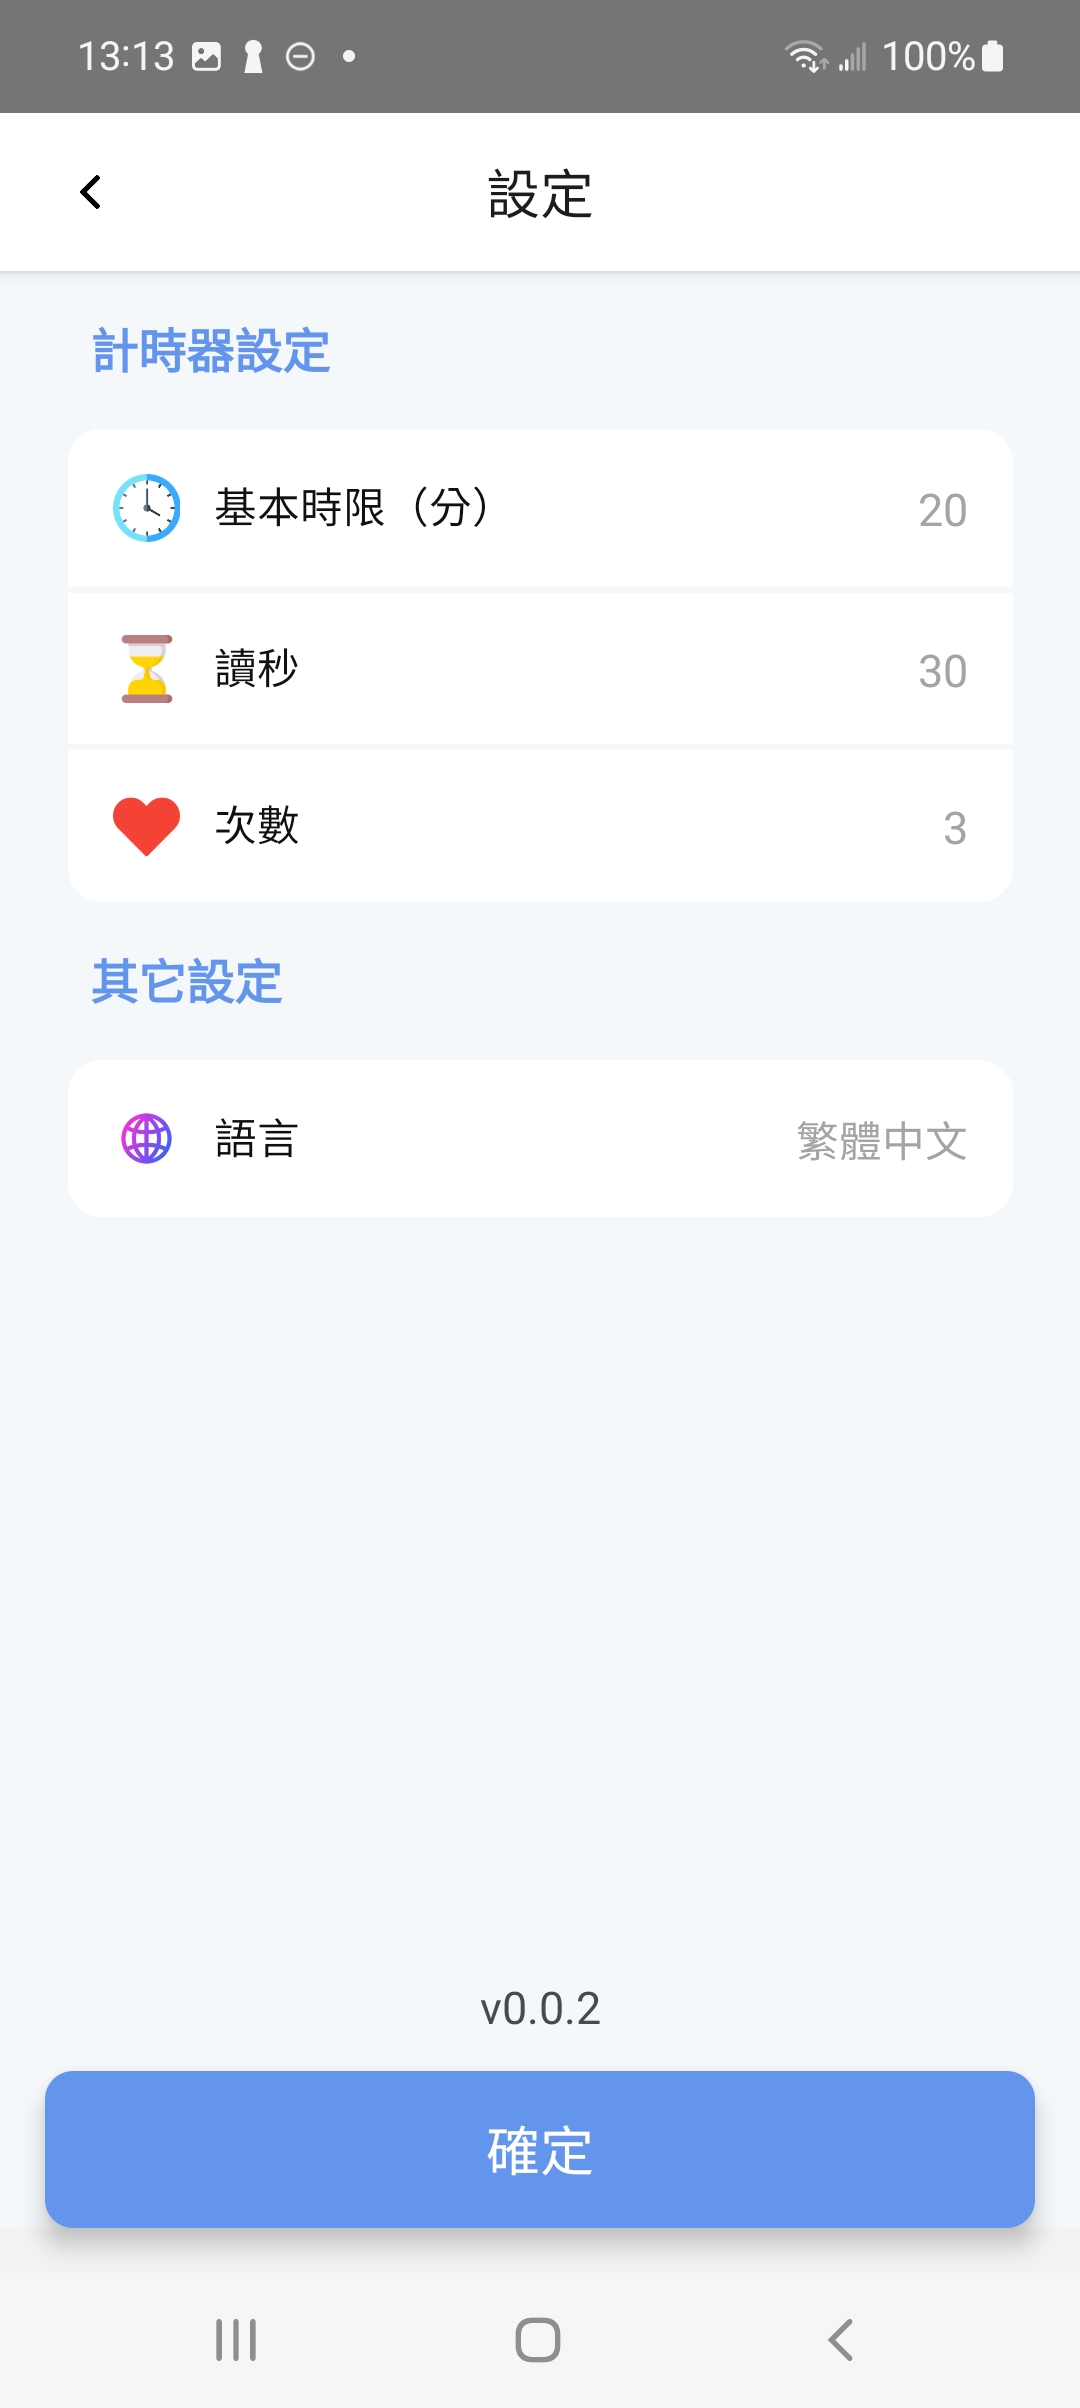 13:13
100%
設定
計時器設定
基本時限（分） 20
讀秒 30
次數 3
其它設定
語言 繁體中文
v0.0.2
確定